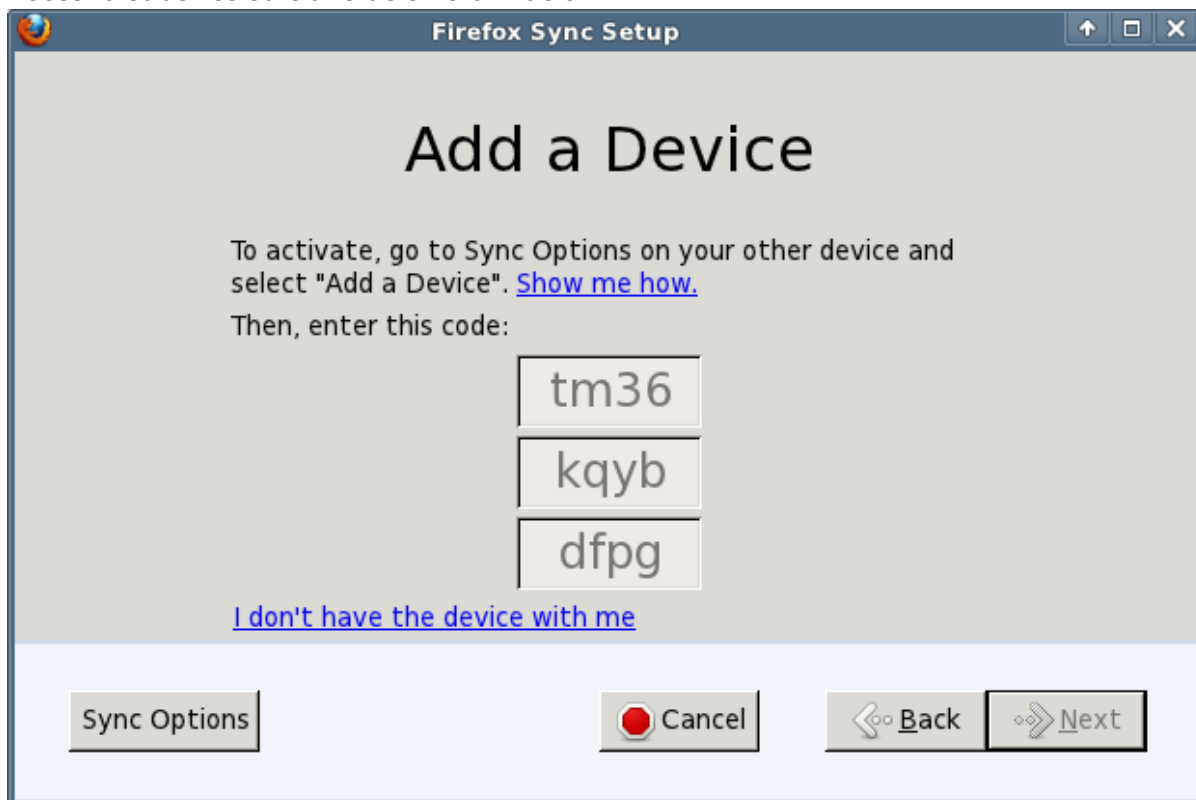 Firefox Sync Setup
Add a Device
To activate, go to Sync Options on your other device and
select "Add a Device". Show me how.
Then, enter this code:
tm36
kqyb
dfpg
I don't have the device with me
Sync Options
Cancel
Back
Next